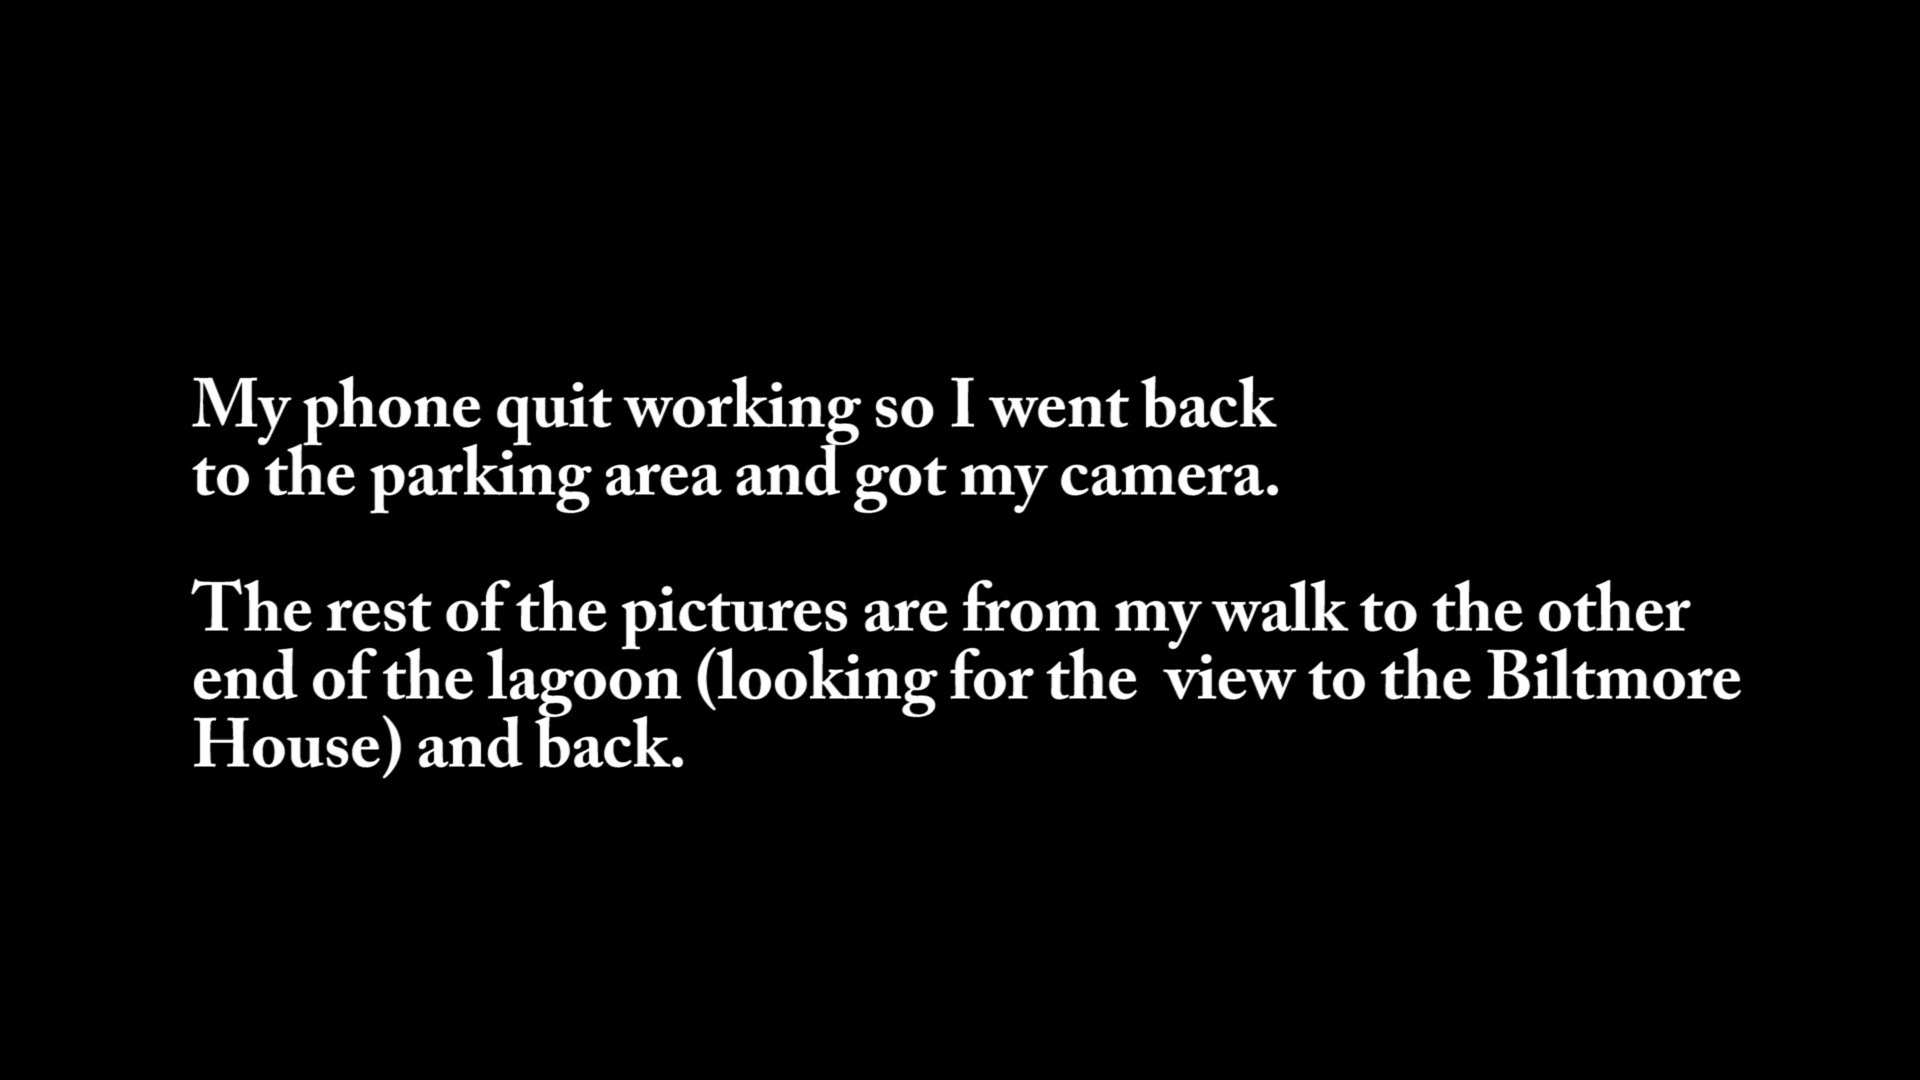 My phone quit working so I went back
to the parking area and got my camera.
The rest of the pictures are from my walk to the other
end of the lagoon (looking for the  view to the Biltmore
House) and back.